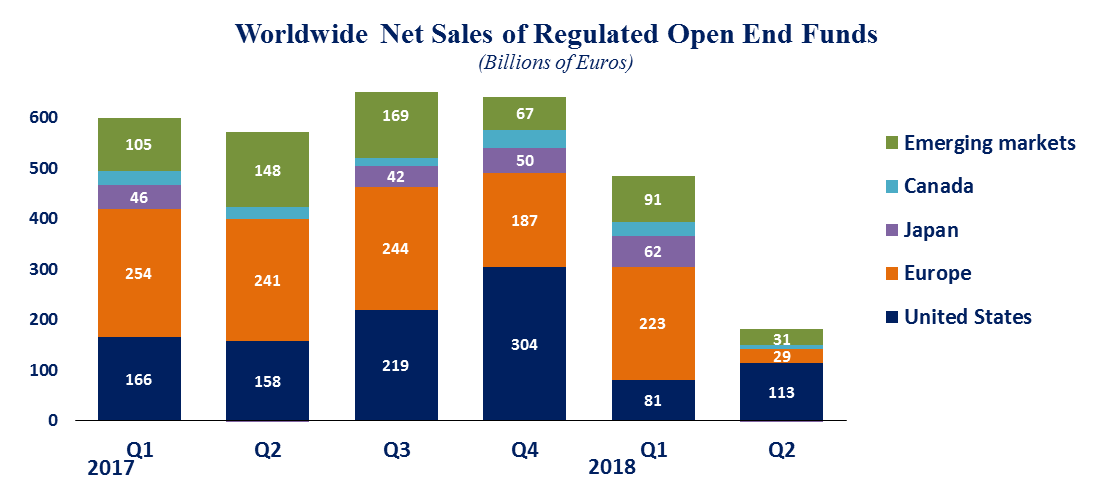 Worldwide Net Sales of Regulated Open End Funds
(Billions of Euros)
600
500
400
300
200
100
0
105
46
254
166
148
241
158
169
42
244
219
67
50
187
304
91
62
223
81
31
29
113
Q1
Q2
Q3
Q4
Q1
Q2
2017
2018
Emerging markets
Canada
Japan
Europe
United States